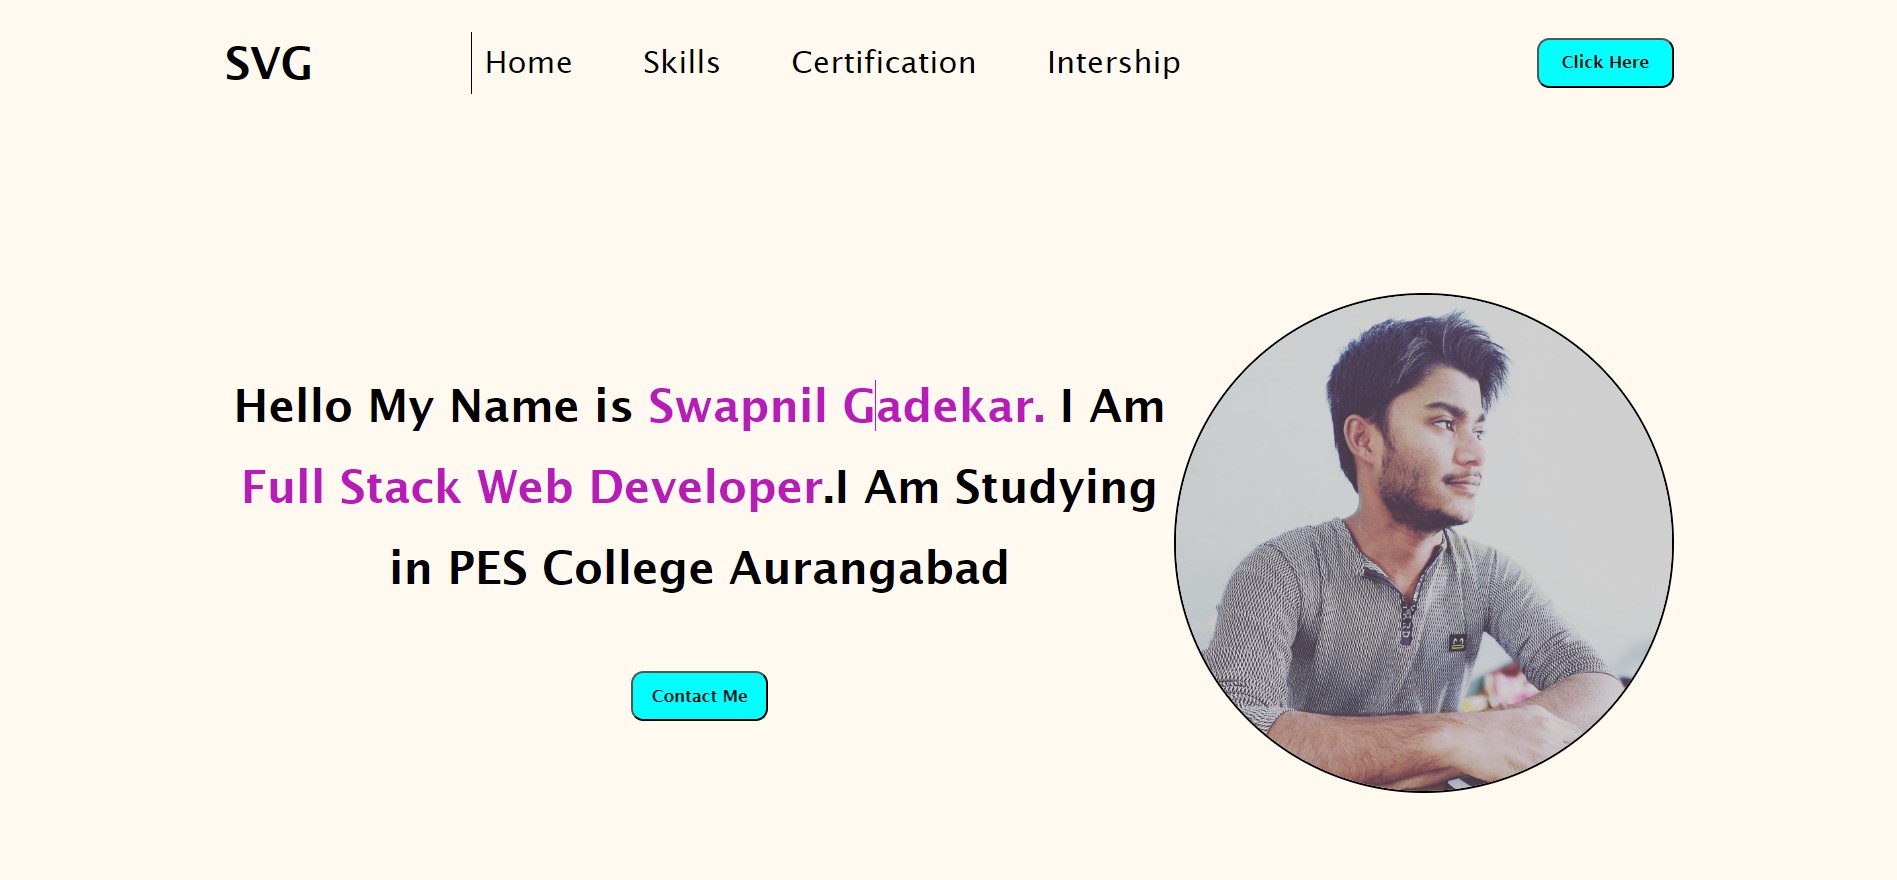 SVG
Home Skills Certification Intership
Click Here
Hello My Name is Swapnil Gadekar. I Am
Full Stack Web Developer.I Am Studying
in PES College Aurangabad
Contact Me